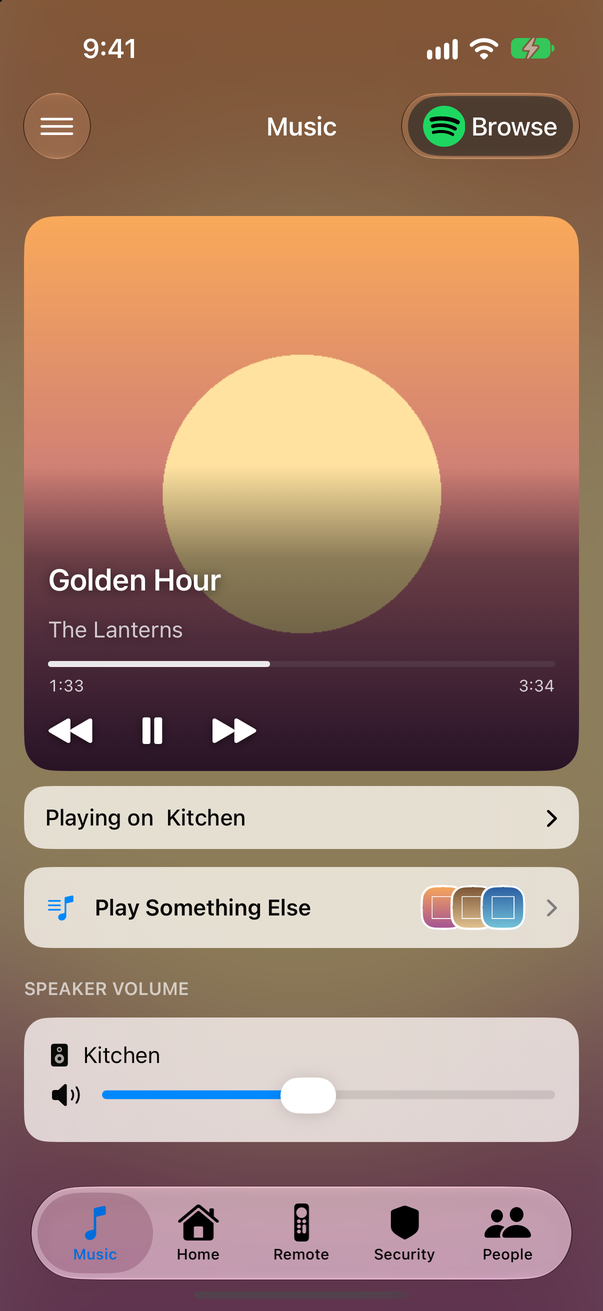 9:41
Music
Browse
Golden Hour
The Lanterns
1:33
3:34
Playing on Kitchen
Play Something Else
SPEAKER VOLUME
Kitchen
Music
Home
Remote
Security
People